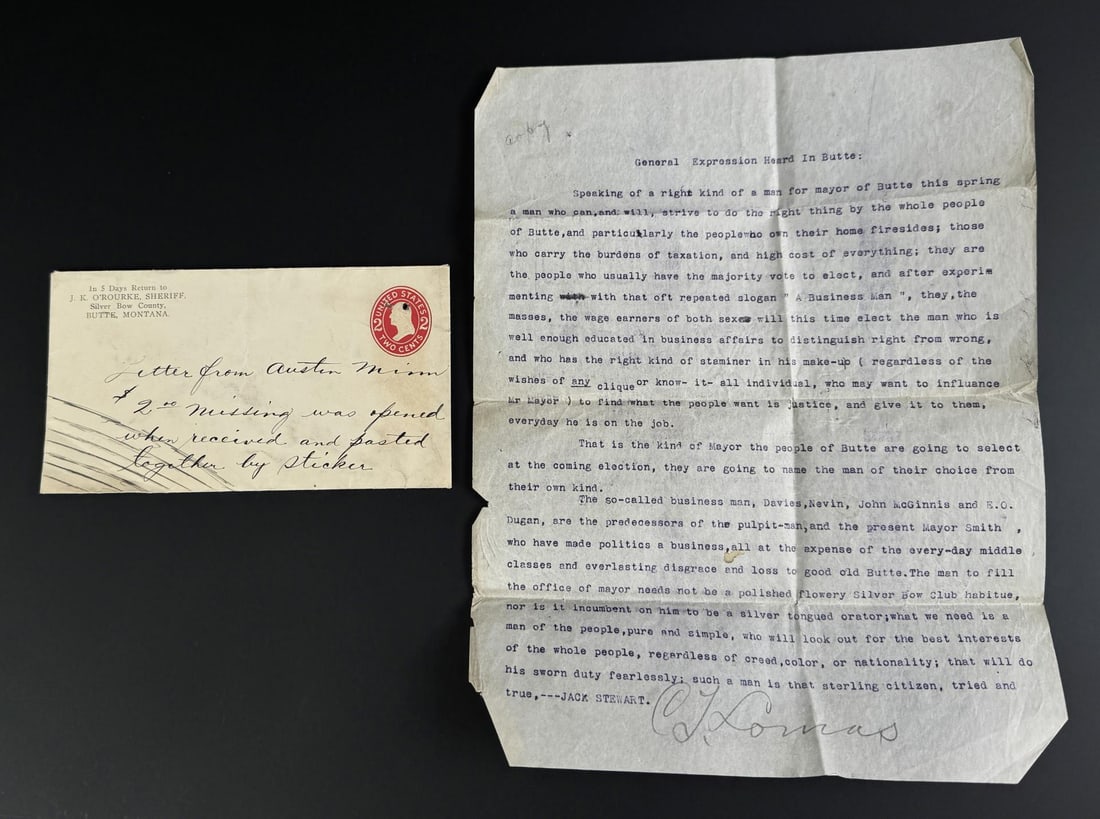 In 5 Days Return to
J. K. O'ROURKE, SHERIFF,
Silver Bow County,
BUTTE, MONTANA.
UNITED STATES
2 2
TWO CENTS
Letter from Austin Minn
$2.00 Missing was opened
when received and pasted
together by sticker
copy
General Expression Heard In Butte:
Speaking of a right kind of a man for mayor of Butte this spring
a man who can,and will, strive to do the right thing by the whole people
of Butte,and particularly the peoplewho own their home firesides; those
who carry the burdens of taxation, and high cost of everything; they are
the people who usually have the majority vote to elect, and after experim
menting with with that oft repeated slogan " A Business Man ", they,the
masses, the wage earners of both sexes will this time elect the man who is
well enough educated in business affairs to distinguish right from wrong,
and who has the right kind of staminer in his make-up ( regardless of the
wishes of any clique or know- it- all individual, who may want to influance
Mr Mayor ) to find what the people want is justice, and give it to them,
everyday he is on the job.
That is the kind of Mayor the people of Butte are going to select
at the coming election, they are going to name the man of their choice from
their own kind.
The go-called business man, Davies,Nevin, John McGinnis and E.O.
Dugan, are the predecessors of the pulpit-man,and the present Mayor Smith ,
who have made politics a business,all at the expense of the every-day middle
classes and everlasting disgrace and loss to good old Butte.The man to fill
the office of mayor needs not be a polished flowery Silver Bow Club habitue,
nor is it incumbent on him to be a silver tongued orator;what we need is a
man of the people,pure and simple, who will look out for the best interests
of the whole people, regardless of creed,color, or nationality; that will do
his sworn duty fearlessly; such a man is that sterling citizen, tried and
true,---JACK STEWART.
C.J. Lomas